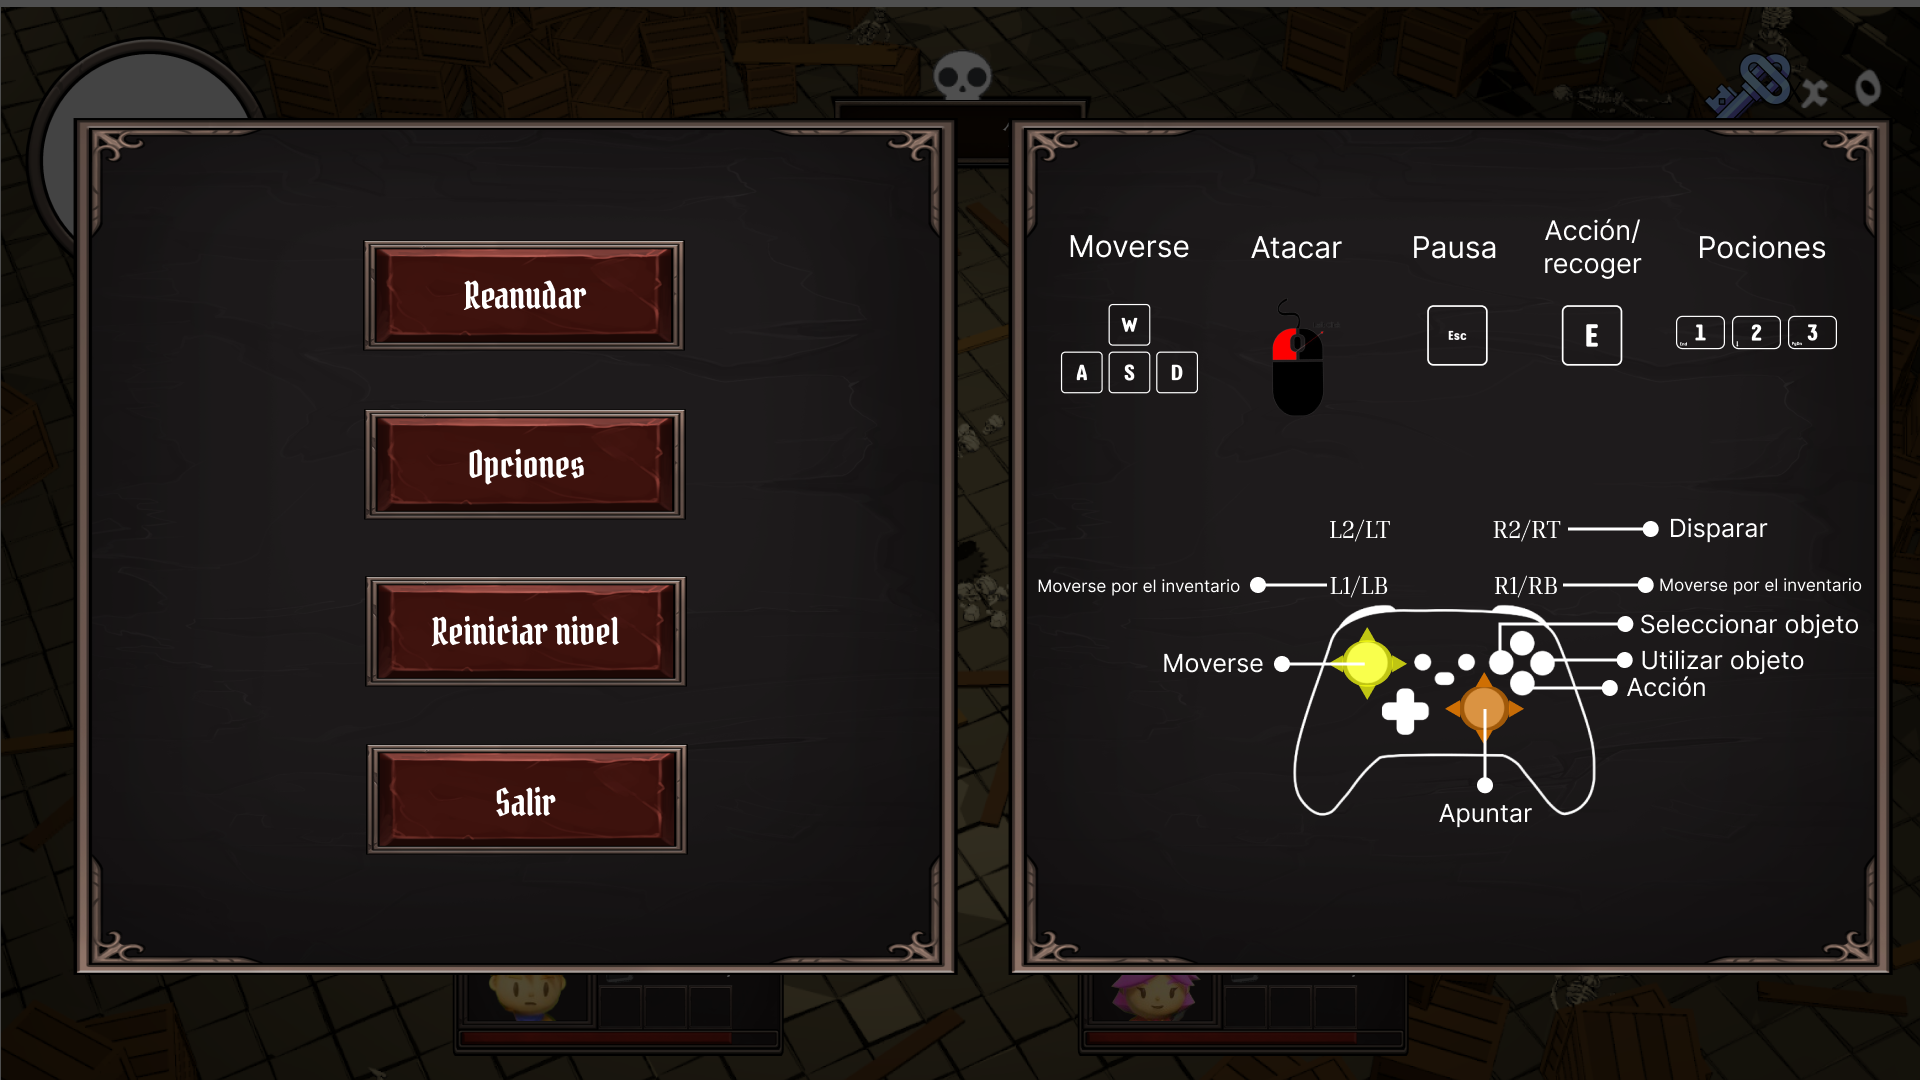 x 0
Reanudar
Opciones
Reiniciar nivel
Salir
Moverse
Atacar
Pausa
Acción/
recoger
Pociones
W
A S D
Esc
E
1 2 3
L2/LT
R2/RT
Disparar
Moverse por el inventario
L1/LB
R1/RB
Moverse por el inventario
Seleccionar objeto
Moverse
Utilizar objeto
Acción
Apuntar